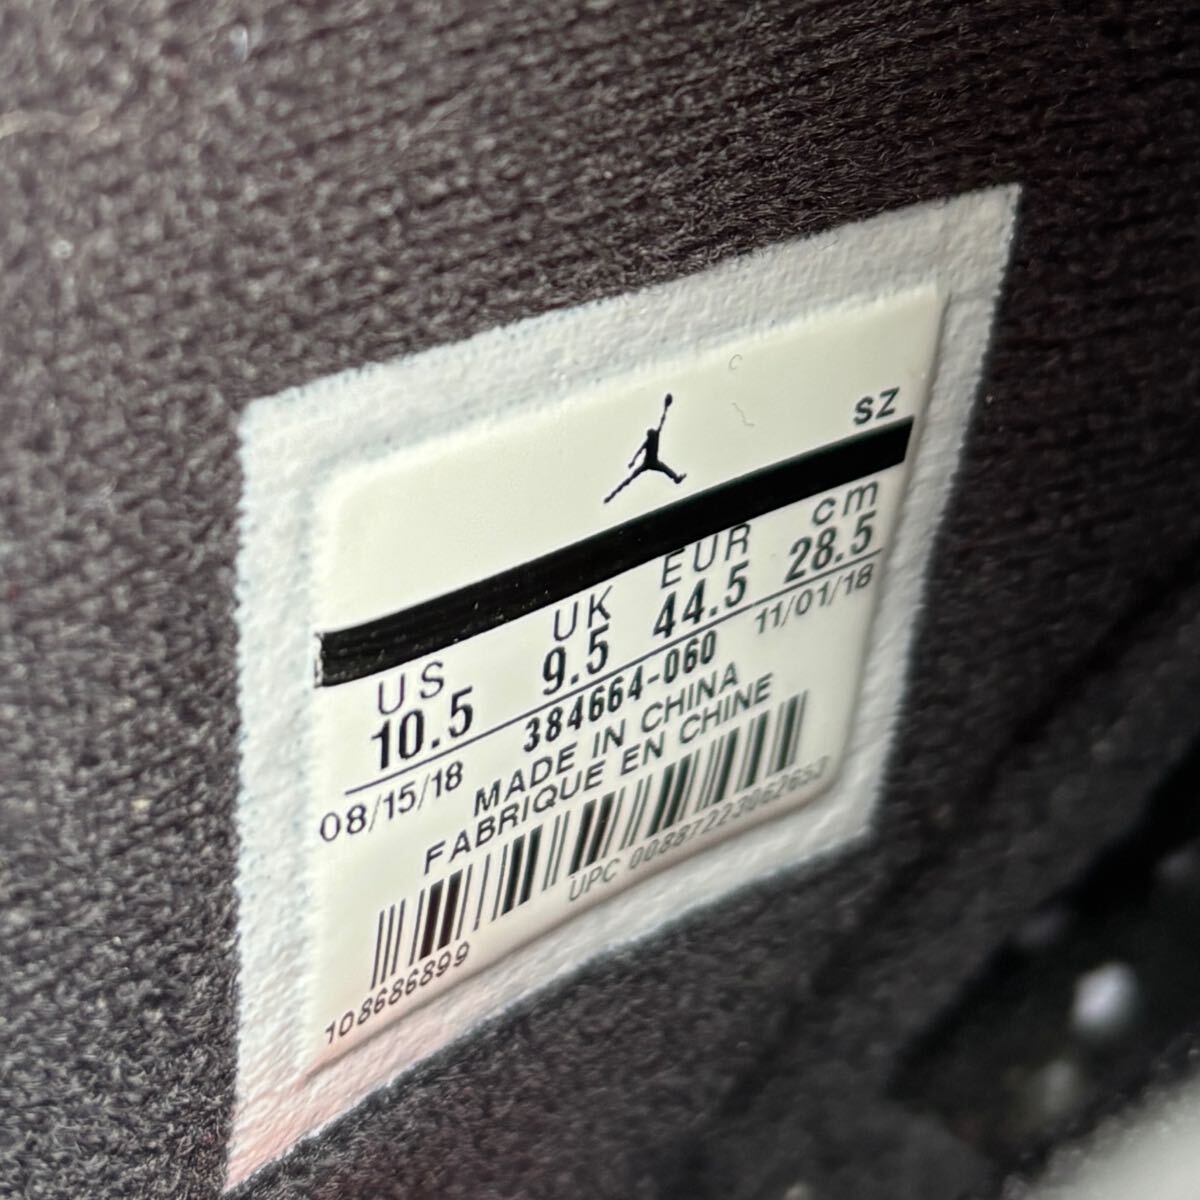 SZ
US UK EUR cm
10.5 9.5 44.5 28.5
08/15/18 384664-060 11/01/18
MADE IN CHINA
FABRIQUE EN CHINE
UPC 00887223062652
108686899